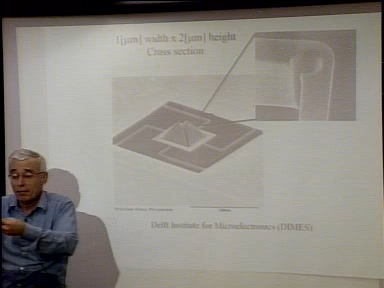 1[μm] width x 2[μm] height
Cross section
Delft Institute for Microelectronics (DIMES)